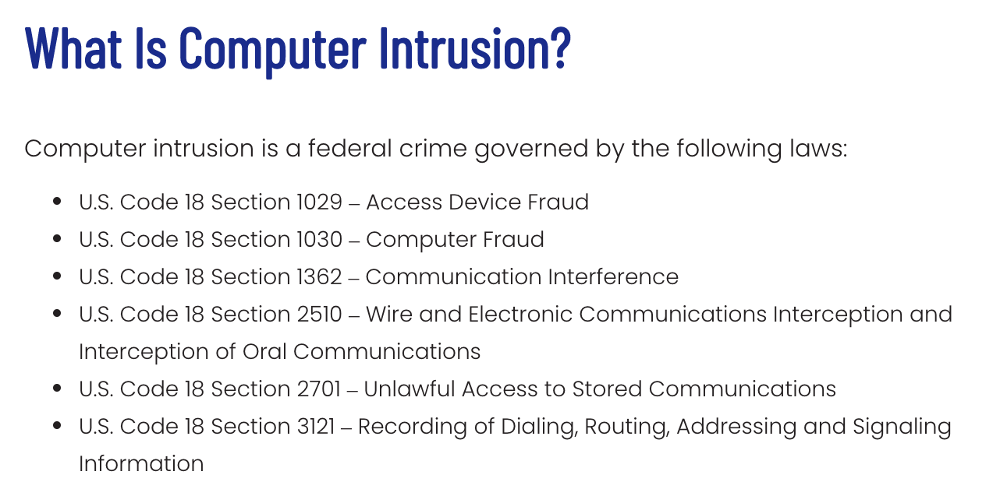 What Is Computer Intrusion?
Computer intrusion is a federal crime governed by the following laws:
• U.S. Code 18 Section 1029 – Access Device Fraud
• U.S. Code 18 Section 1030 – Computer Fraud
• U.S. Code 18 Section 1362 – Communication Interference
• U.S. Code 18 Section 2510 – Wire and Electronic Communications Interception and
Interception of Oral Communications
• U.S. Code 18 Section 2701 – Unlawful Access to Stored Communications
• U.S. Code 18 Section 3121 – Recording of Dialing, Routing, Addressing and Signaling
Information